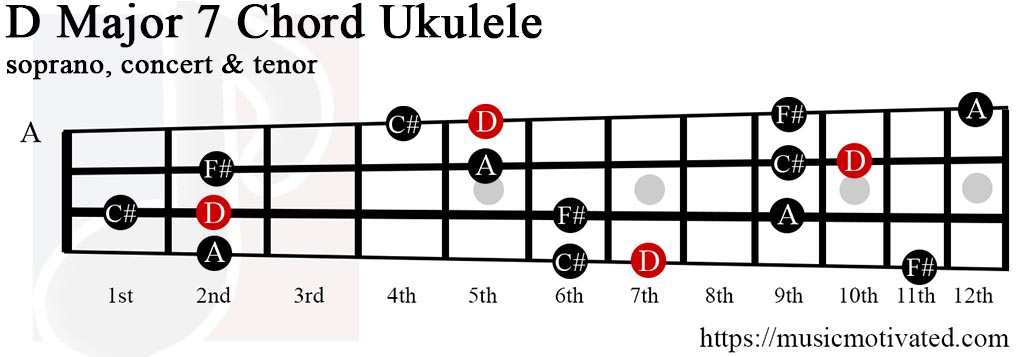 D Major 7 Chord Ukulele
soprano, concert & tenor
A C# D F# A
F# A C# D
C# D F# A
A C# D F#
1st 2nd 3rd 4th 5th 6th 7th 8th 9th 10th 11th 12th
https://musicmotivated.com